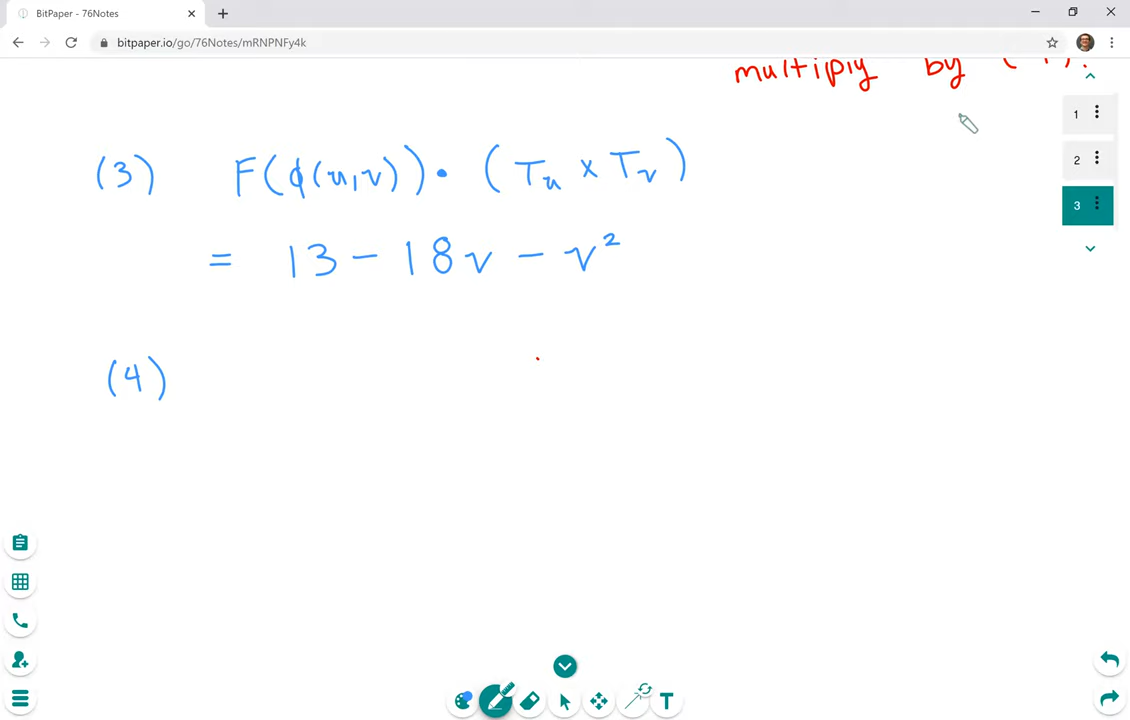 BitPaper - 76Notes
bitpaper.io/go/76Notes/mRNPNFy4k
multiply by
1
(3) F(ϕ(u,v)) • (Tu × Tv)
2
3
= 13 - 18v - v²
(4)
T